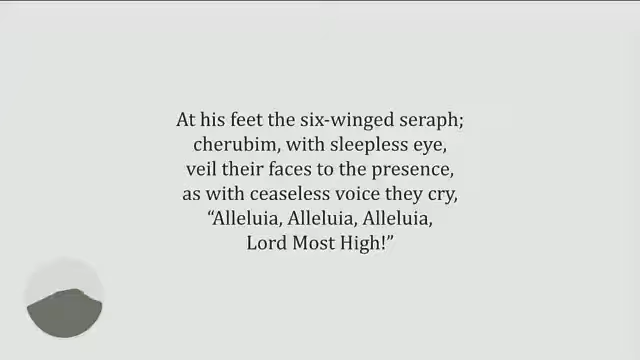 At his feet the six-winged seraph;
cherubim, with sleepless eye,
veil their faces to the presence,
as with ceaseless voice they cry,
“Alleluia, Alleluia, Alleluia,
Lord Most High!”